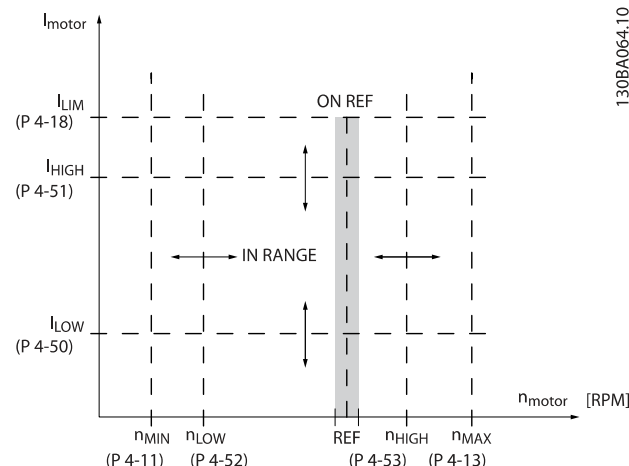 Imotor
130BA064.10
ILIM
(P 4-18)
ON REF
IHIGH
(P 4-51)
IN RANGE
ILOW
(P 4-50)
nmotor [RPM]
nMIN nLOW REF nHIGH nMAX
(P 4-11) (P 4-52) (P 4-53) (P 4-13)